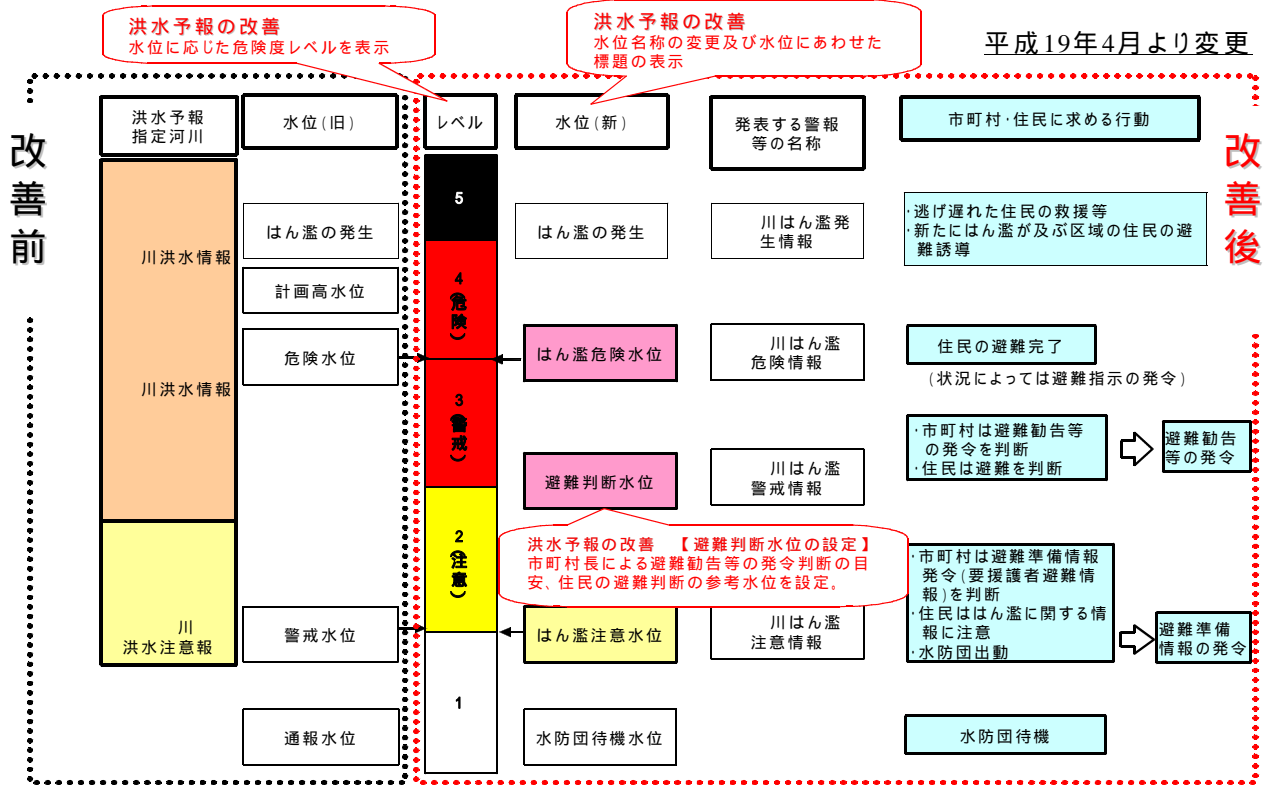 洪水予報の改善
水位に応じた危険度レベルを表示
洪水予報の改善
水位名称の変更及び水位にあわせた
標題の表示
平成19年4月より変更
改善前
改善後
洪水予報
指定河川
水位(旧)
レベル
水位(新)
発表する警報
等の名称
市町村・住民に求める行動
川洪水情報
川洪水情報
川
洪水注意報
はん濫の発生
計画高水位
危険水位
警戒水位
通報水位
5
4
(危険)
3
(警戒)
2
(注意)
1
はん濫の発生
はん濫危険水位
避難判断水位
はん濫注意水位
水防団待機水位
川はん濫発
生情報
川はん濫
危険情報
川はん濫
警戒情報
川はん濫
注意情報
・逃げ遅れた住民の救援等
・新たにはん濫が及ぶ区域の住民の避
難誘導
住民の避難完了
(状況によっては避難指示の発令)
・市町村は避難勧告等
の発令を判断
・住民は避難を判断
避難勧告
等の発令
洪水予報の改善 【避難判断水位の設定】
市町村長による避難勧告等の発令判断の目
安、住民の避難判断の参考水位を設定。
・市町村は避難準備情報
発令(要援護者避難情
報)を判断
・住民ははん濫に関する情
報に注意
・水防団出動
避難準備
情報の発令
水防団待機